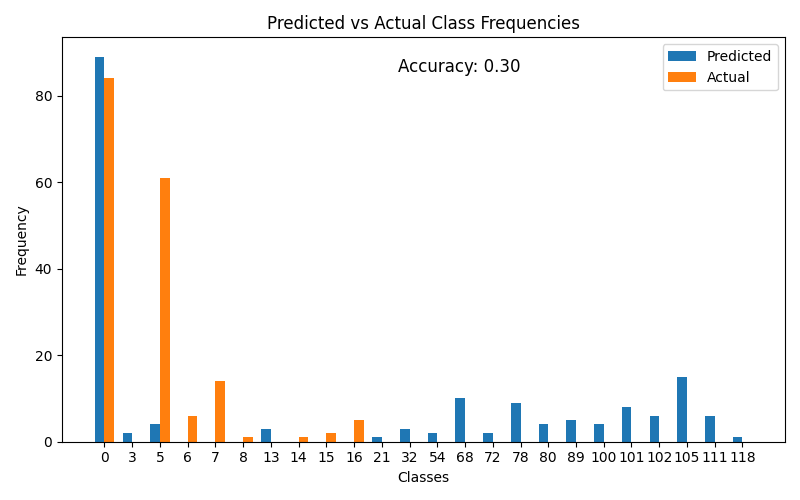 Predicted vs Actual Class Frequencies
Accuracy: 0.30
Predicted
Actual
Frequency
80
60
40
20
0
0 3 5 6 7 8 13 14 15 16 21 32 54 68 72 78 80 89 100 101 102 105 111 118
Classes